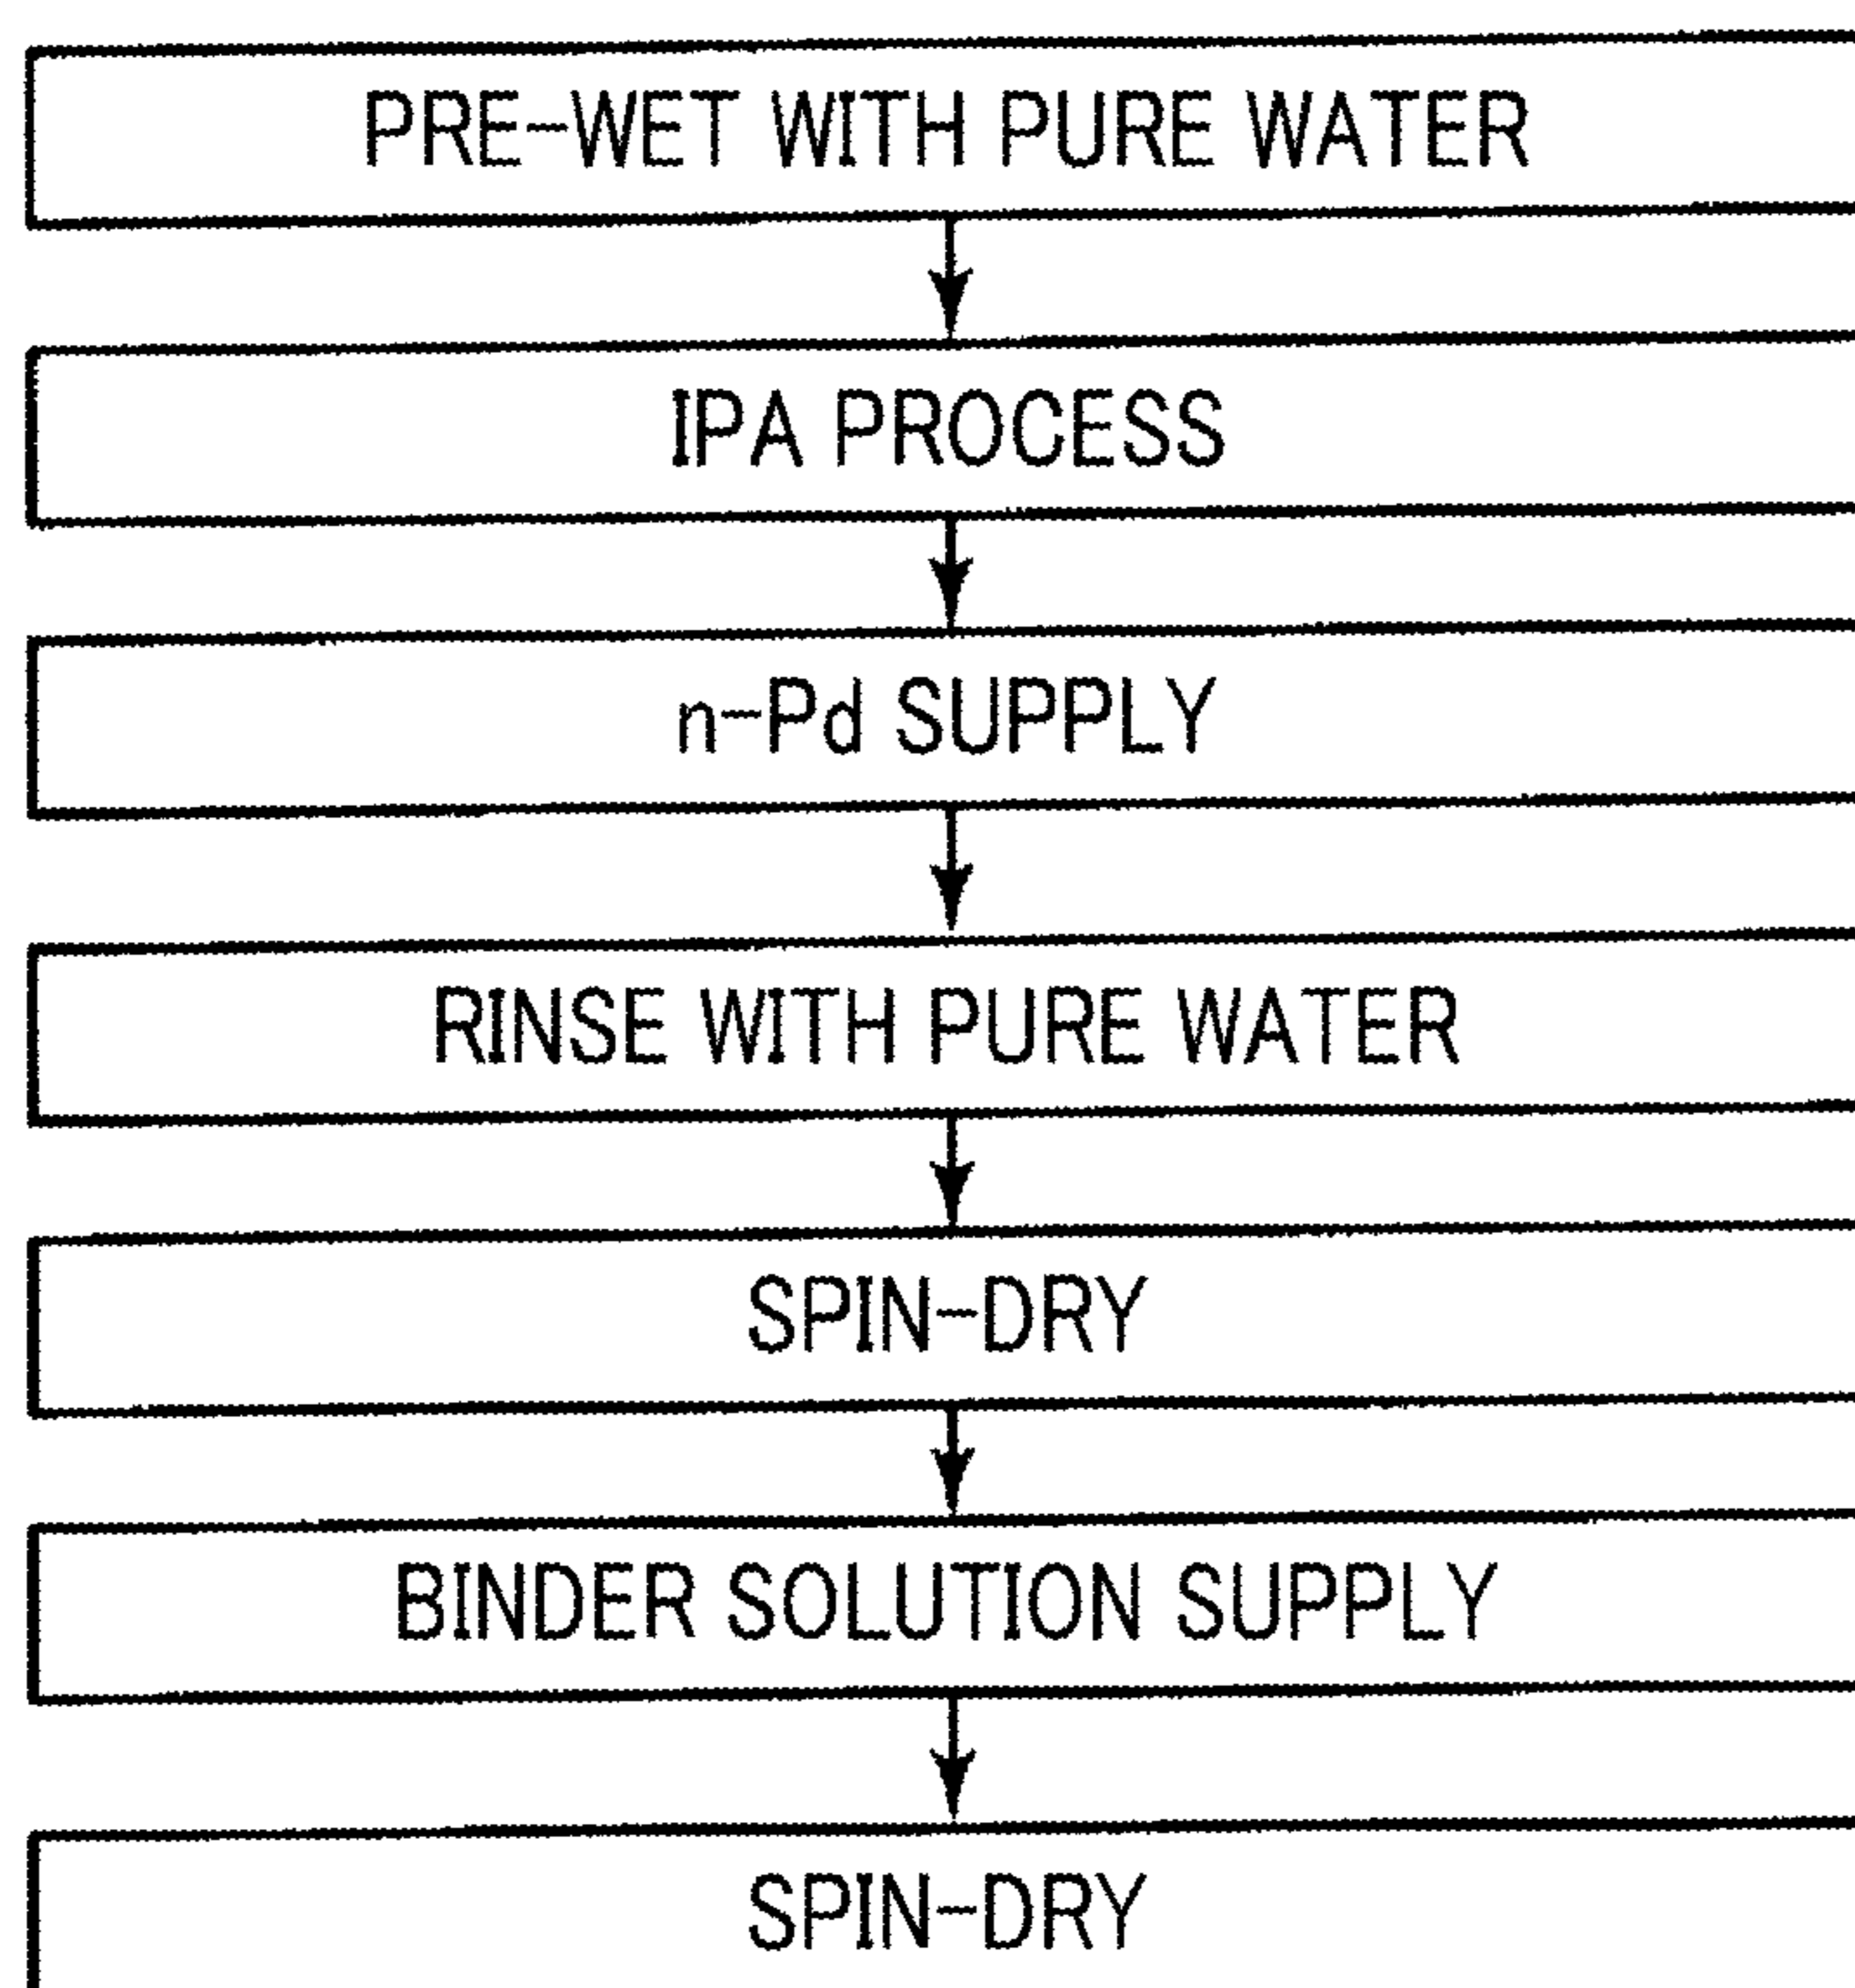 PRE-WET WITH PURE WATER
IPA PROCESS
n-Pd SUPPLY
RINSE WITH PURE WATER
SPIN-DRY
BINDER SOLUTION SUPPLY
SPIN-DRY